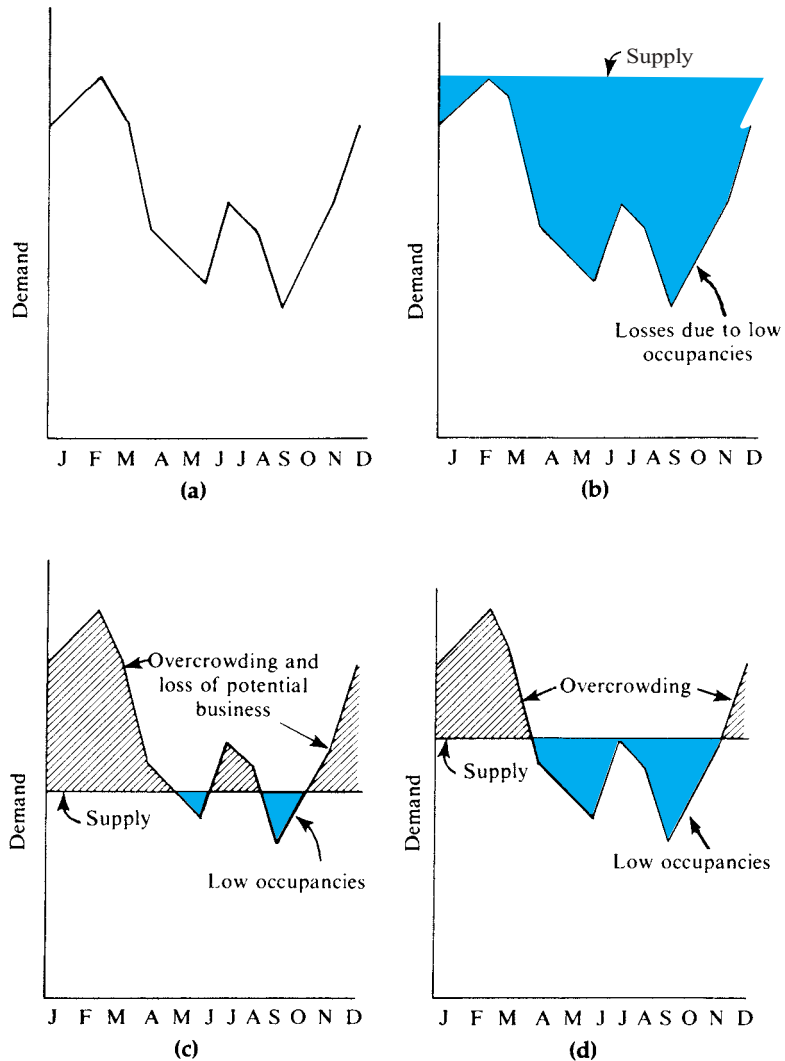 Demand
J F M A M J J A S O N D
(a)
Supply
Demand
Losses due to low
occupancies
J F M A M J J A S O N D
(b)
Overcrowding and
loss of potential
business
Demand
Supply
Low occupancies
J F M A M J J A S O N D
(c)
Overcrowding
Supply
Demand
Low occupancies
J F M A M J J A S O N D
(d)